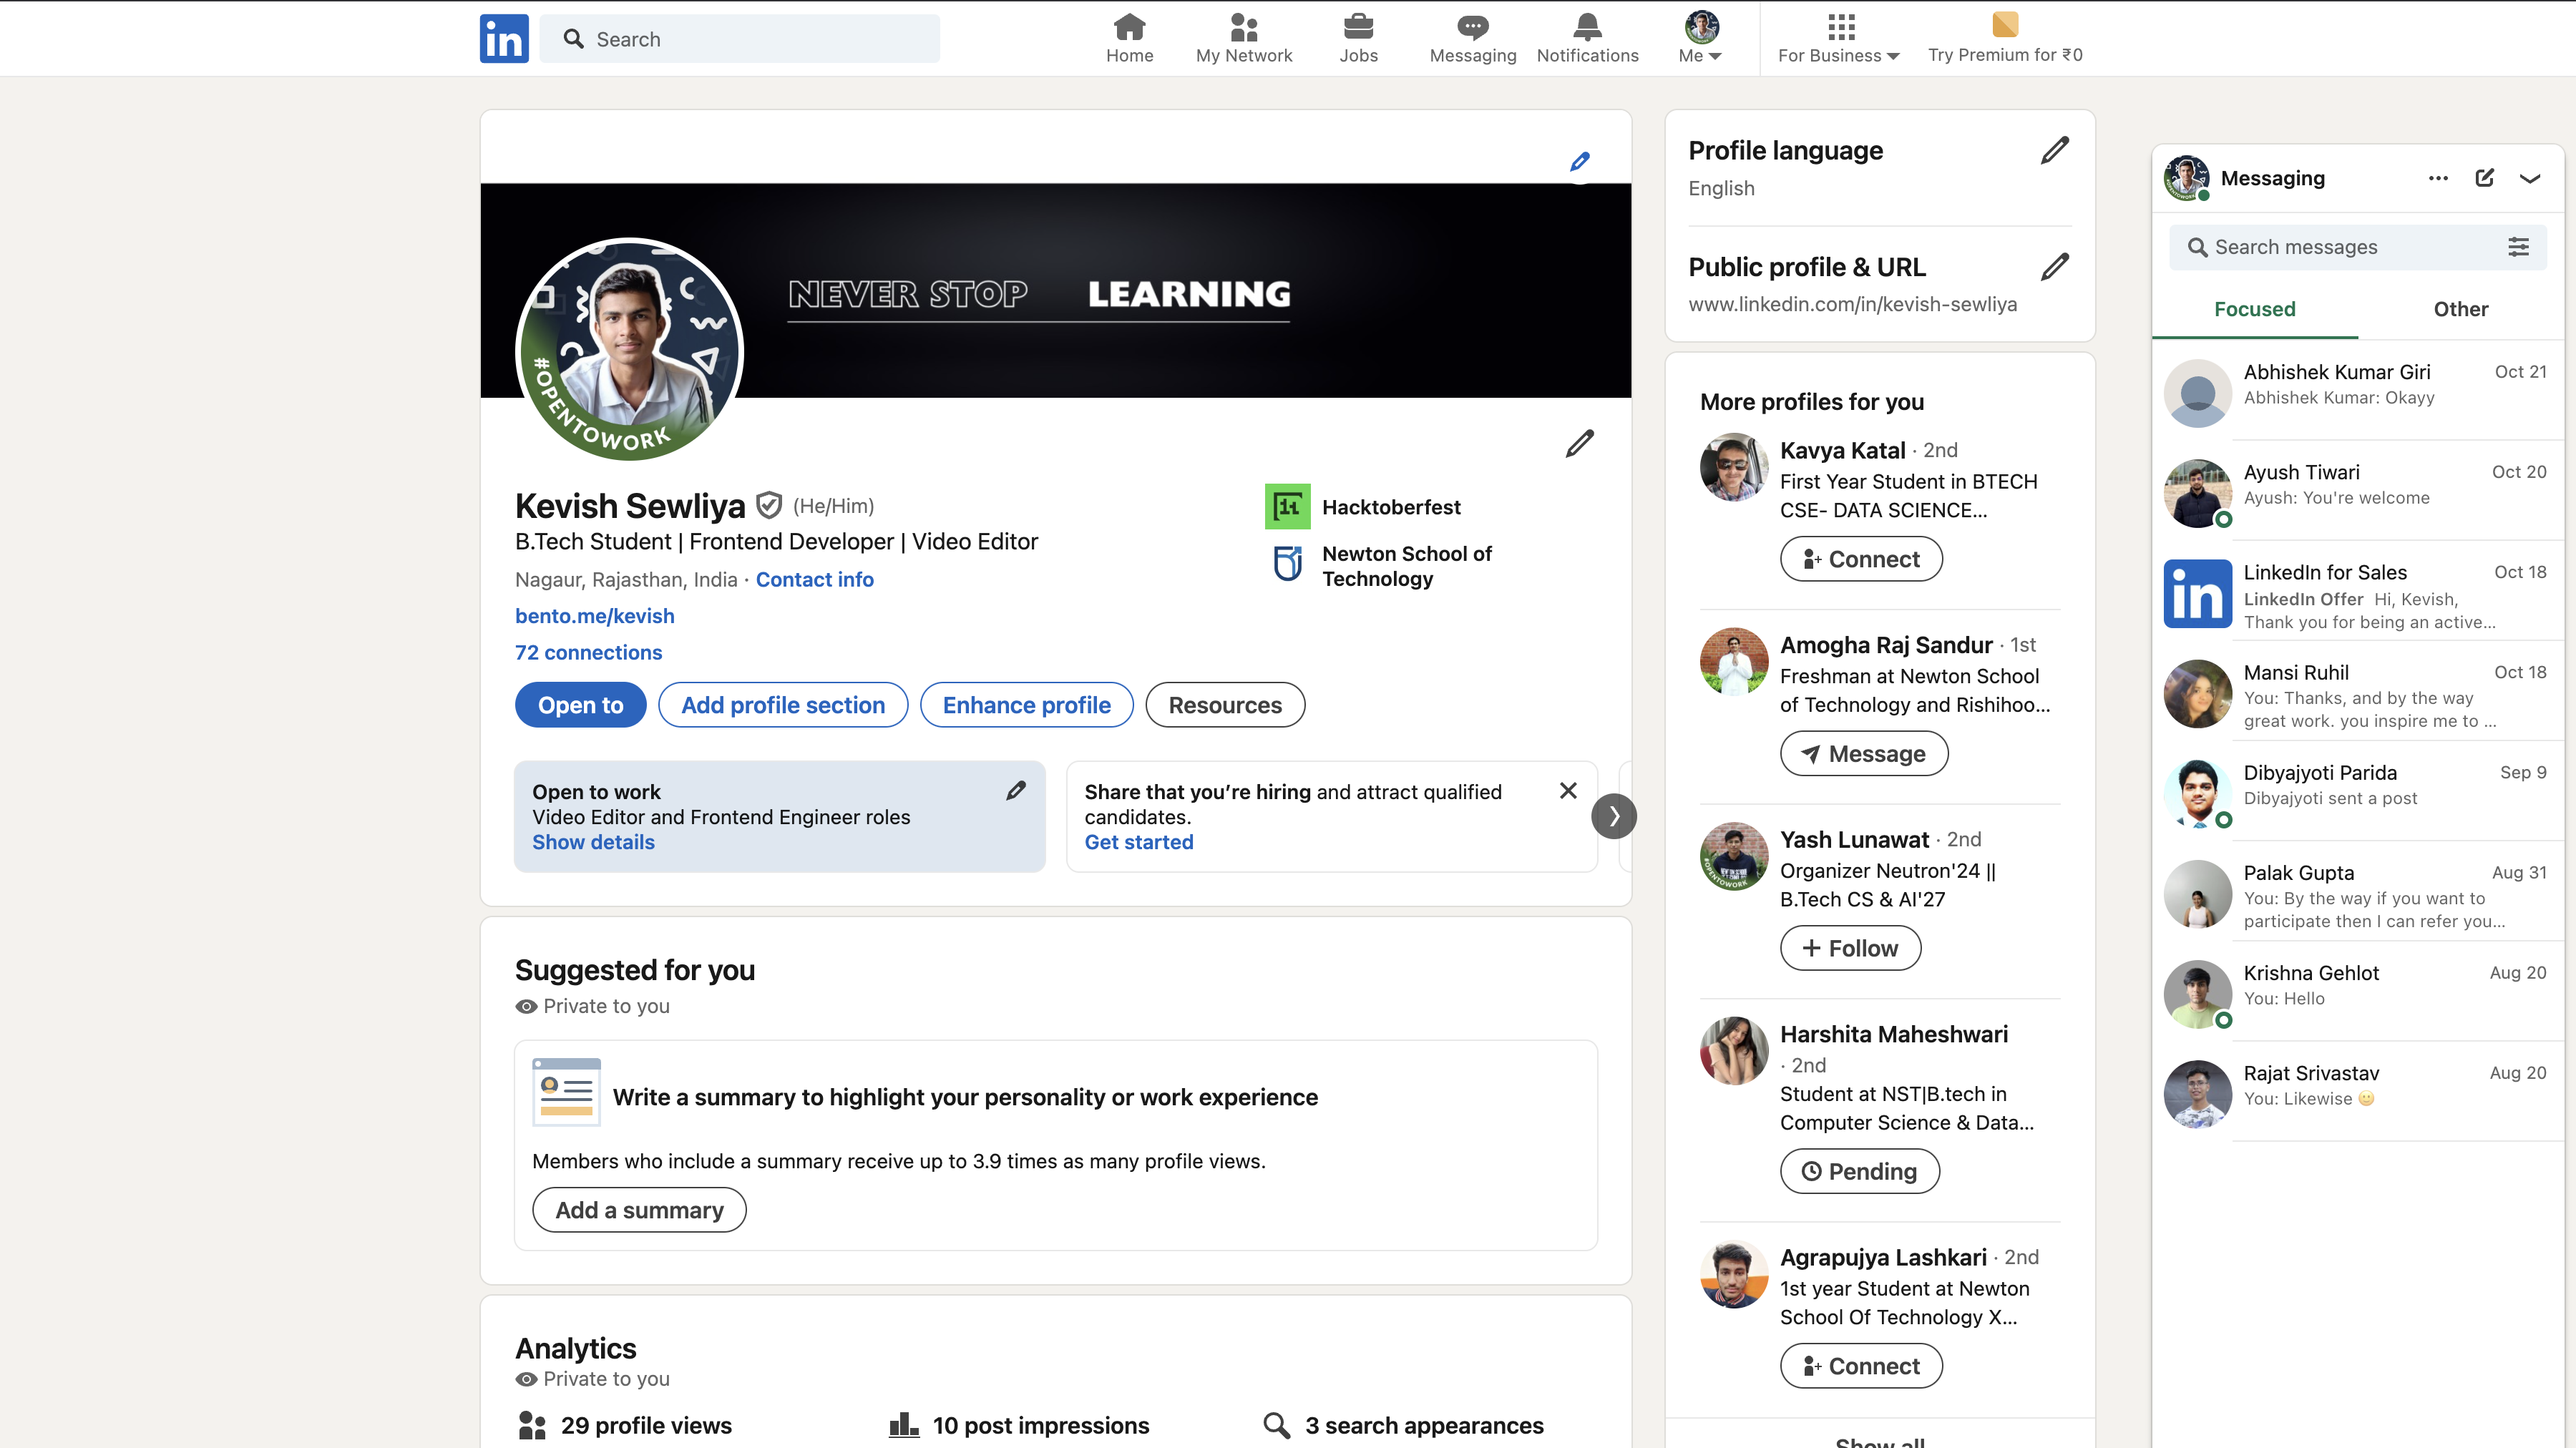 in
Search
Home
My Network
Jobs
Messaging
Notifications
Me
For Business
Try Premium for ₹0
NEVER STOP LEARNING
#OPENTOWORK
Kevish Sewliya (He/Him)
B.Tech Student | Frontend Developer | Video Editor
Nagaur, Rajasthan, India · Contact info
bento.me/kevish
72 connections
Hacktoberfest
Newton School of
Technology
Open to
Add profile section
Enhance profile
Resources
Open to work
Video Editor and Frontend Engineer roles
Show details
Share that you’re hiring and attract qualified
candidates.
Get started
Suggested for you
Private to you
Write a summary to highlight your personality or work experience
Members who include a summary receive up to 3.9 times as many profile views.
Add a summary
Analytics
Private to you
29 profile views
10 post impressions
3 search appearances
Profile language
English
Public profile & URL
www.linkedin.com/in/kevish-sewliya
More profiles for you
Kavya Katal · 2nd
First Year Student in BTECH
CSE- DATA SCIENCE...
Connect
Amogha Raj Sandur · 1st
Freshman at Newton School
of Technology and Rishihoo...
Message
Yash Lunawat · 2nd
#OPENTOWORK
Organizer Neutron'24 ||
B.Tech CS & AI'27
Follow
Harshita Maheshwari
· 2nd
Student at NST|B.tech in
Computer Science & Data...
Pending
Agrapujya Lashkari · 2nd
1st year Student at Newton
School Of Technology X...
Connect
Show all
Messaging
Search messages
Focused
Other
Abhishek Kumar Giri Oct 21
Abhishek Kumar: Okayy
Ayush Tiwari Oct 20
Ayush: You're welcome
in
LinkedIn for Sales Oct 18
LinkedIn Offer Hi, Kevish,
Thank you for being an active...
Mansi Ruhil Oct 18
You: Thanks, and by the way
great work. you inspire me to ...
Dibyajyoti Parida Sep 9
Dibyajyoti sent a post
Palak Gupta Aug 31
You: By the way if you want to
participate then I can refer you...
Krishna Gehlot Aug 20
You: Hello
Rajat Srivastav Aug 20
You: Likewise 🙂